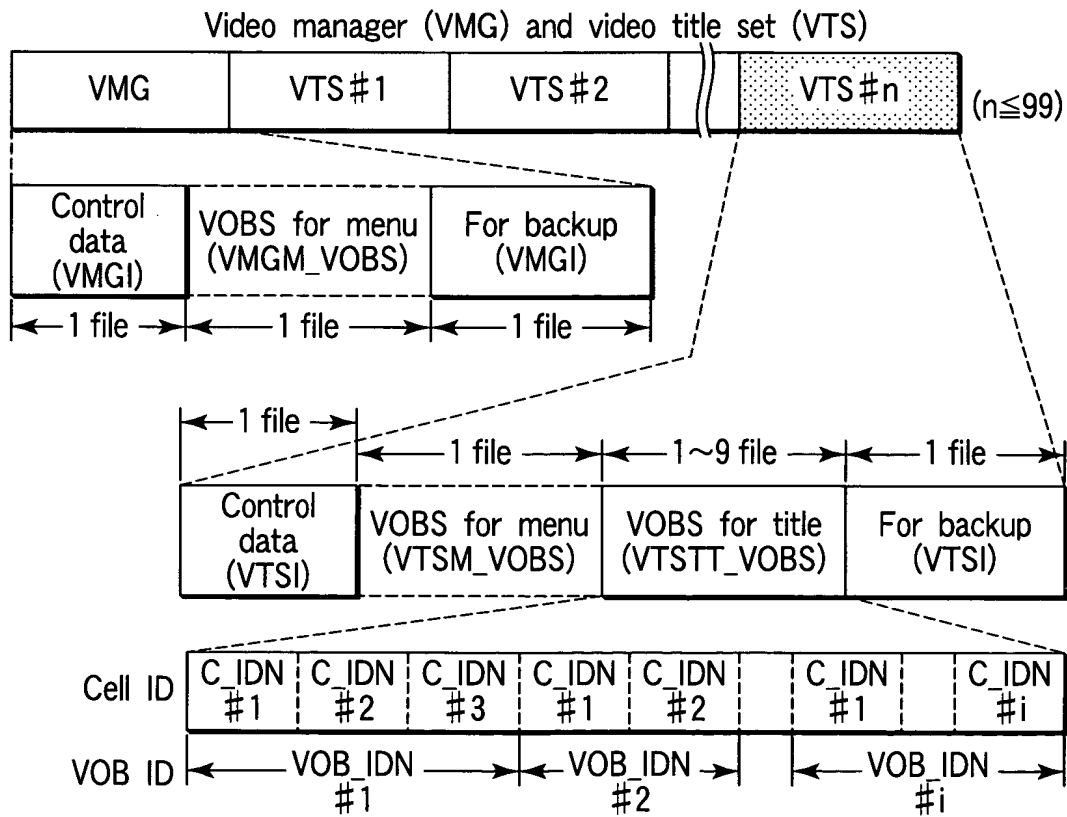 Video manager (VMG) and video title set (VTS)
VMG VTS#1 VTS#2 VTS#n (n≦99)
Control data (VMGI)
VOBS for menu (VMGM_VOBS)
For backup (VMGI)
1 file 1 file 1 file
1 file
1 file 1~9 file 1 file
Control data (VTSI)
VOBS for menu (VTSM_VOBS)
VOBS for title (VTSTT_VOBS)
For backup (VTSI)
Cell ID C_IDN #1 C_IDN #2 C_IDN #3 C_IDN #1 C_IDN #2 C_IDN #1 C_IDN #i
VOB ID VOB_IDN #1 VOB_IDN #2 VOB_IDN #i